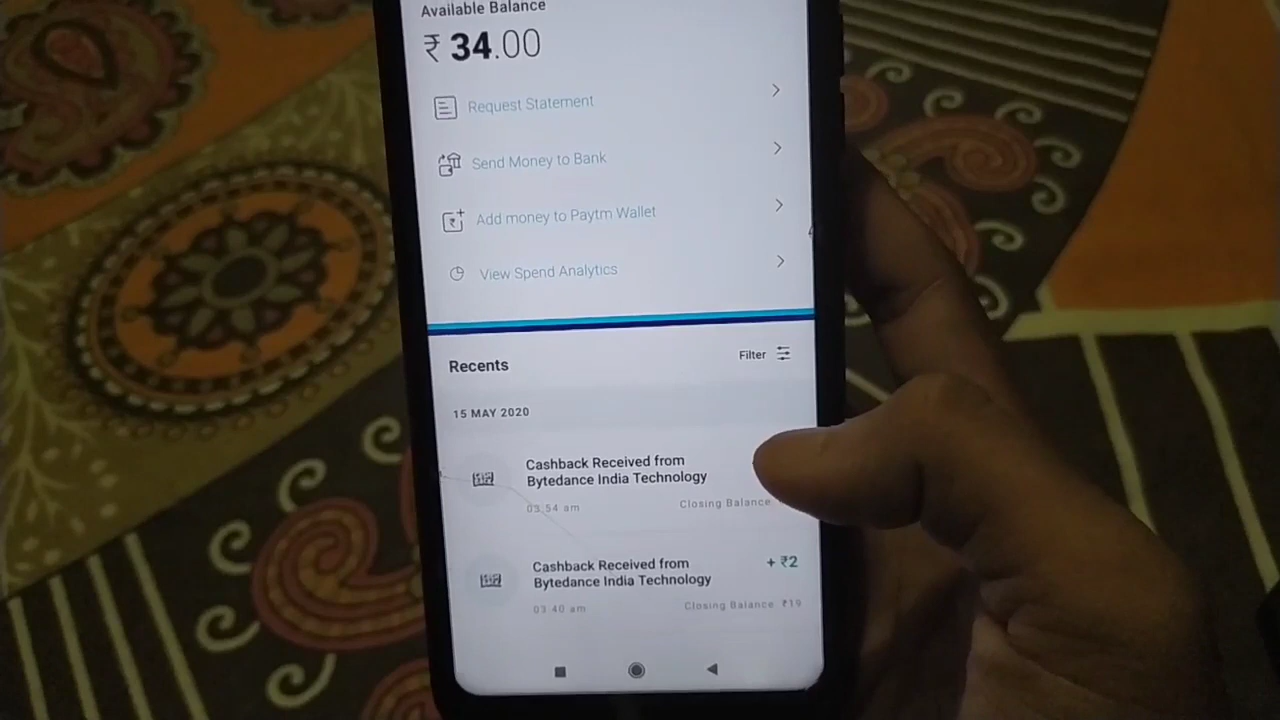 Available Balance
₹ 34.00
Request Statement
Send Money to Bank
Add money to Paytm Wallet
View Spend Analytics
Recents
Filter
15 MAY 2020
Cashback Received from
Bytedance India Technology
03 54 am
Closing Balance
Cashback Received from
+ ₹2
Bytedance India Technology
03 40 am
Closing Balance ₹19